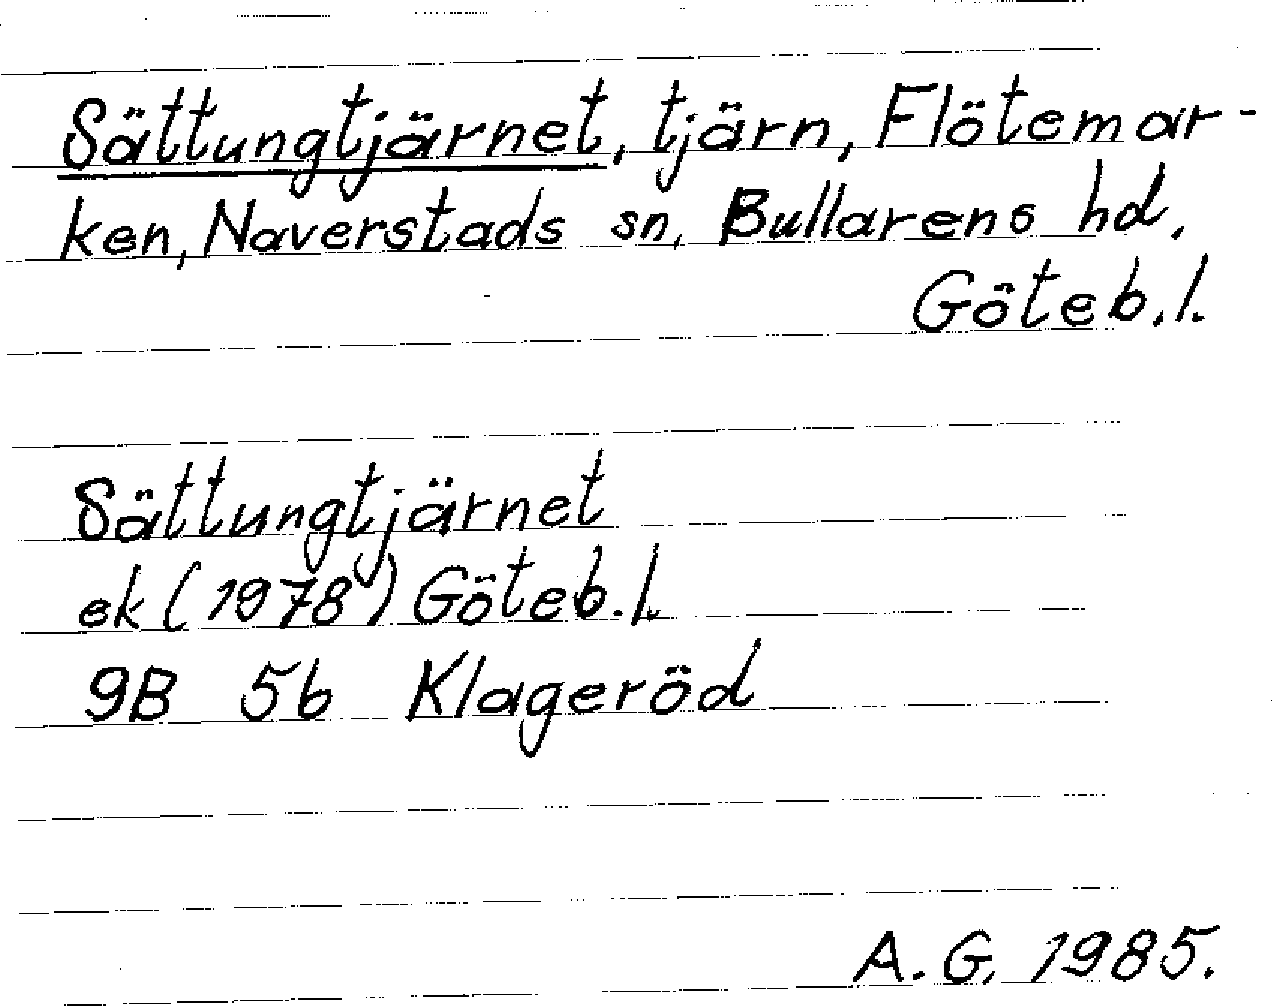 Sättungtjärnet, tjärn, Flötemar-
ken, Naverstads sn, Bullarens hd,
Göteb.l.
Sättungtjärnet
ek (1978) Göteb.l.
9B 5b Klageröd
A.G. 1985.